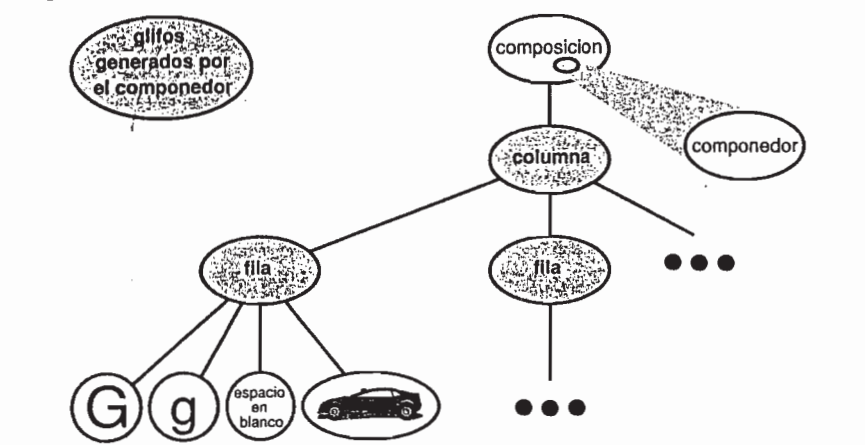 glifos
generados por
el componedor
composicion
componedor
columna
fila
fila
G
g
espacio
en
blanco